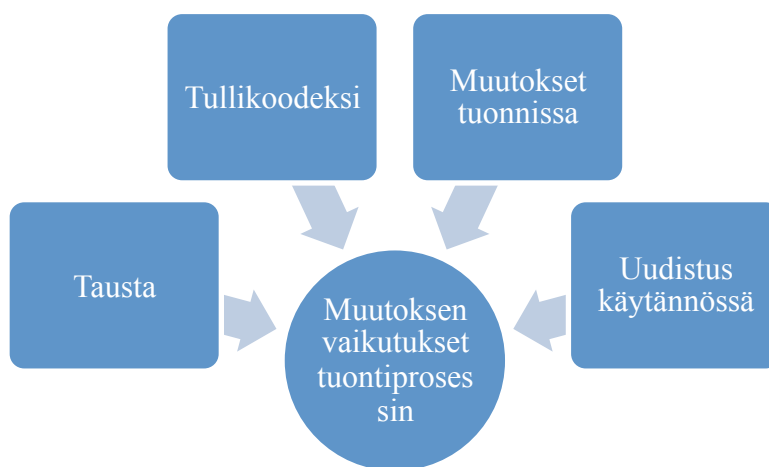 Tullikoodeksi
Muutokset
tuonnissa
Tausta
Uudistus
käytännössä
Muutoksen
vaikutukset
tuontiproses
sin